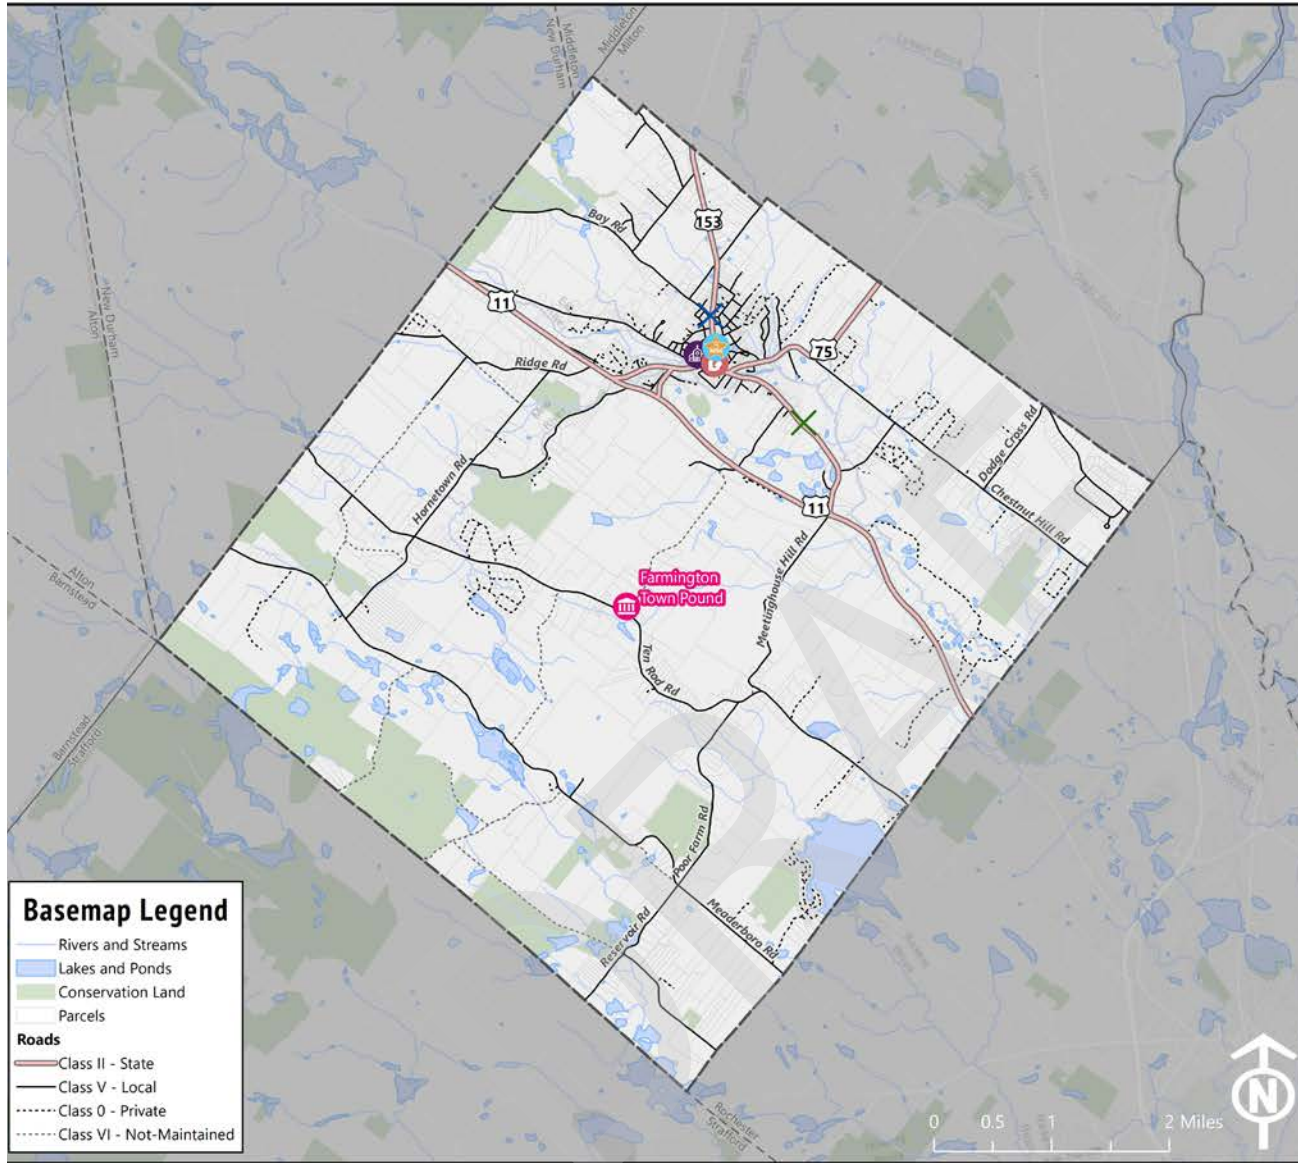 Middleton
New Durham
Middleton
Milton
Bay Rd
153
11
75
Ridge Rd
New Durham
Alton
Hornetown Rd
Dodge Cross Rd
Chestnut Hill Rd
11
Meetinghouse Hill Rd
Alton
Barnstead
Farmington
Town Pound
Ten Rod Rd
Barnstead
Strafford
Poor Farm Rd
Reservoir Rd
Meaderboro Rd
Basemap Legend
Rivers and Streams
Lakes and Ponds
Conservation Land
Parcels
Roads
Class II - State
Class V - Local
Class 0 - Private
Class VI - Not-Maintained
Rochester
Strafford
0 0.5 1 2 Miles
N